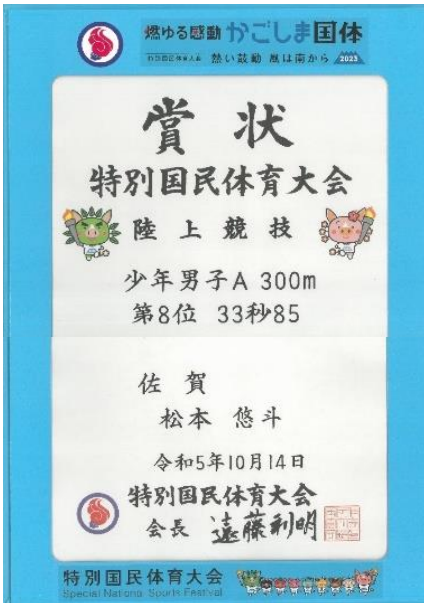 燃ゆる感動 かごしま国体
特別国民体育大会 熱い鼓動 風は南から 2023
賞状
特別国民体育大会
陸上競技
少年男子A 300m
第8位 33秒85
佐賀
松本 悠斗
令和5年10月14日
特別国民体育大会
会長 遠藤利明
特別国民体育大会
Special National Sports Festival